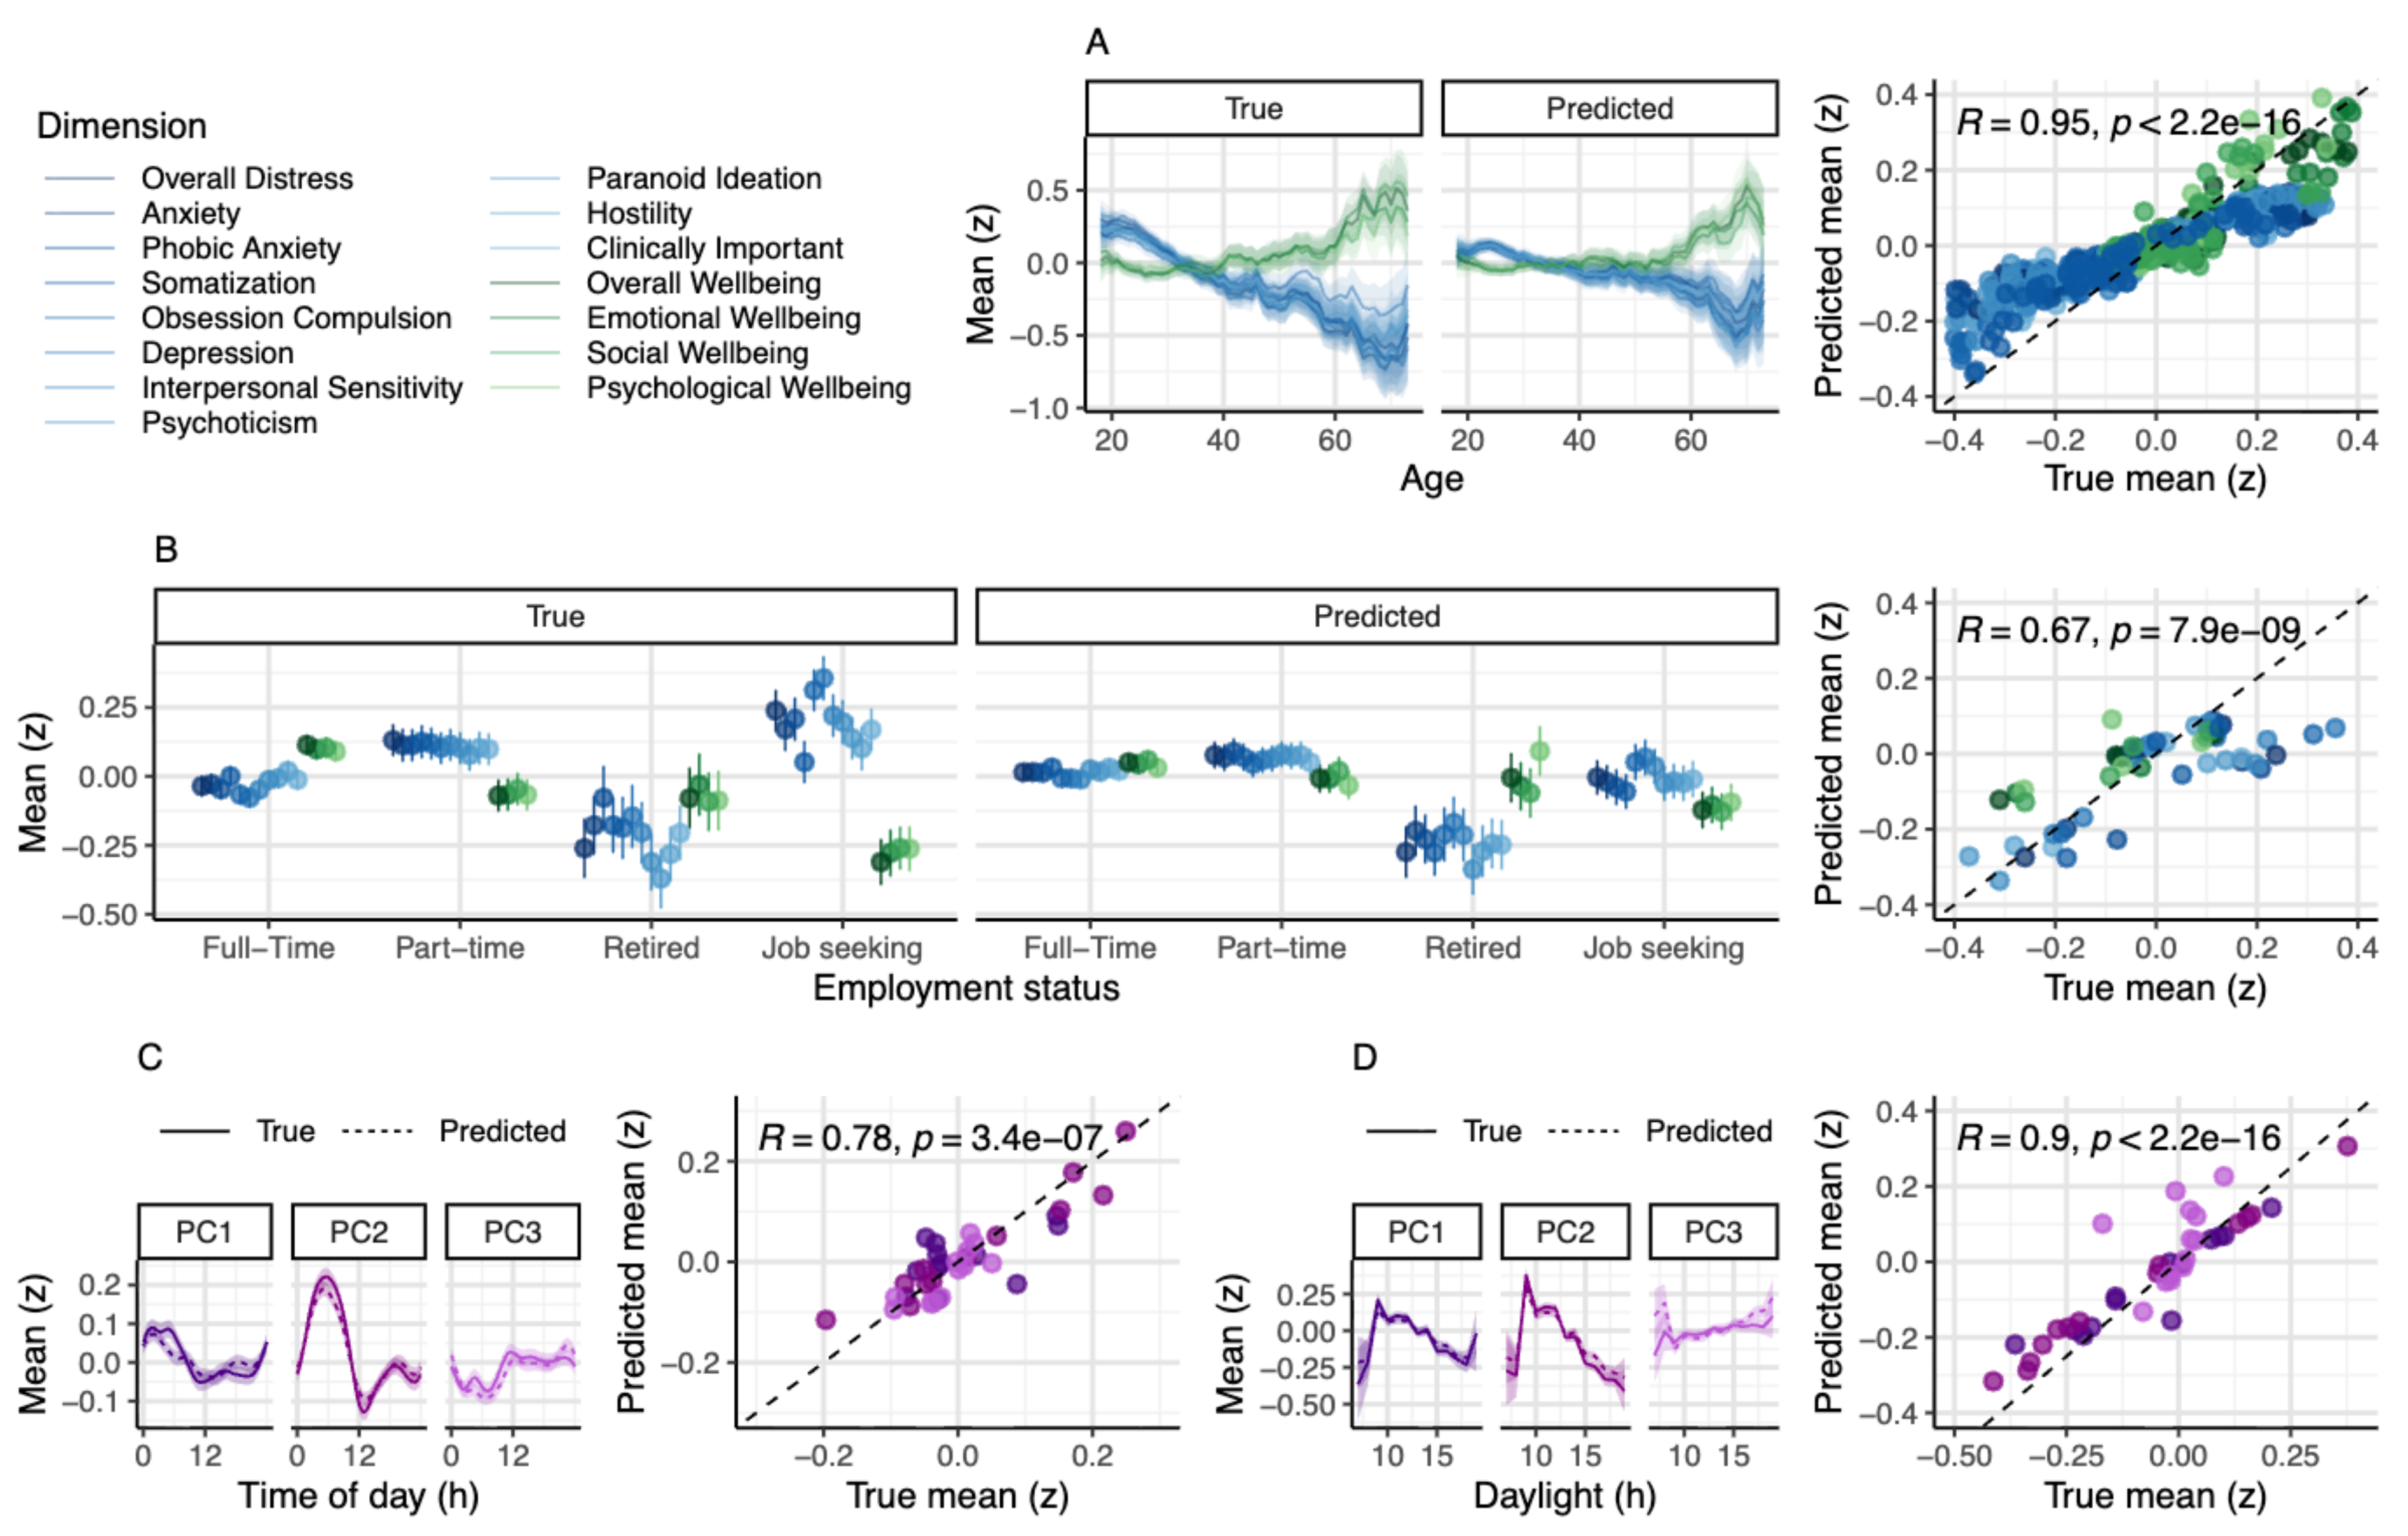 A
Dimension
Overall Distress
Anxiety
Phobic Anxiety
Somatization
Obsession Compulsion
Depression
Interpersonal Sensitivity
Psychoticism
Paranoid Ideation
Hostility
Clinically Important
Overall Wellbeing
Emotional Wellbeing
Social Wellbeing
Psychological Wellbeing
True
Predicted
Mean (z)
0.5
0.0
−0.5
−1.0
20 40 60
20 40 60
Age
R = 0.95, p < 2.2e−16
Predicted mean (z)
0.4
0.2
0.0
−0.2
−0.4
−0.4 −0.2 0.0 0.2 0.4
True mean (z)
B
True
Predicted
Mean (z)
0.25
0.00
−0.25
−0.50
Full−Time Part−time Retired Job seeking
Full−Time Part−time Retired Job seeking
Employment status
R = 0.67, p = 7.9e−09
Predicted mean (z)
0.4
0.2
0.0
−0.2
−0.4
−0.4 −0.2 0.0 0.2 0.4
True mean (z)
C
True Predicted
PC1 PC2 PC3
Mean (z)
0.2
0.1
0.0
−0.1
0 12 0 12 0 12
Time of day (h)
R = 0.78, p = 3.4e−07
Predicted mean (z)
0.2
0.0
−0.2
−0.2 0.0 0.2
True mean (z)
D
True Predicted
PC1 PC2 PC3
Mean (z)
0.25
0.00
−0.25
−0.50
10 15 10 15 10 15
Daylight (h)
R = 0.9, p < 2.2e−16
Predicted mean (z)
0.4
0.2
0.0
−0.2
−0.4
−0.50 −0.25 0.00 0.25
True mean (z)